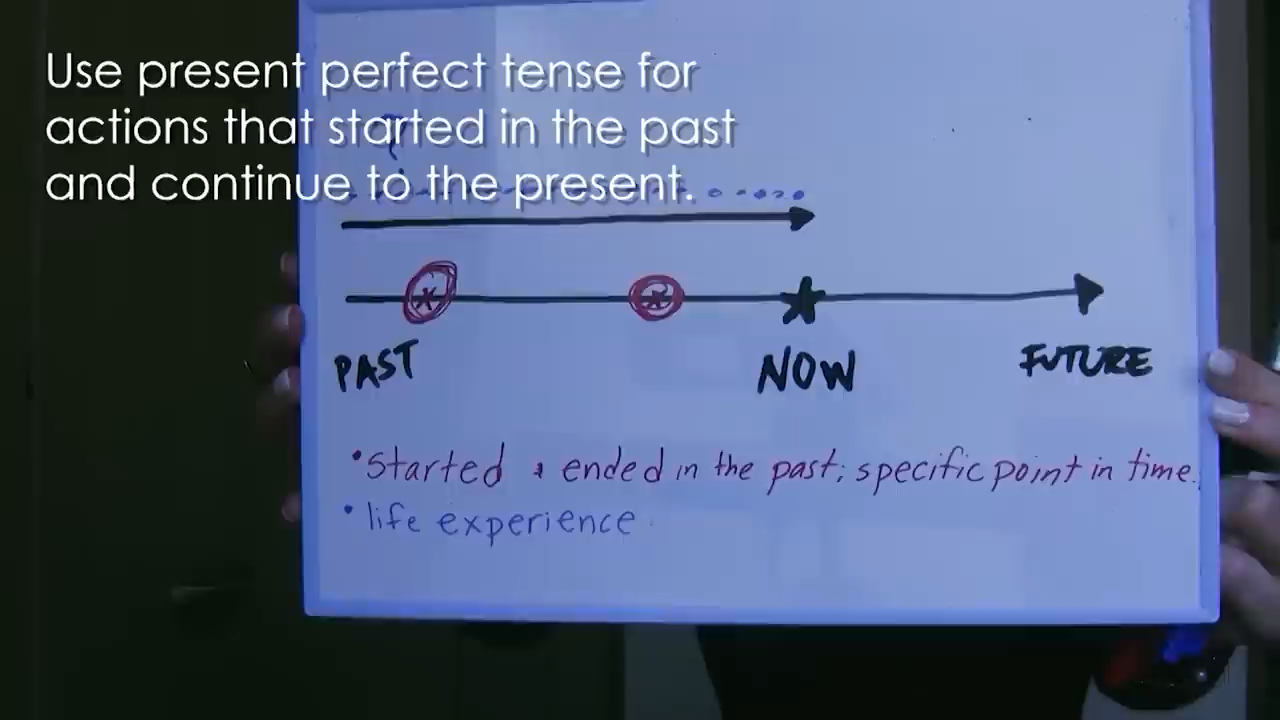 Use present perfect tense for
actions that started in the past
and continue to the present.
?
PAST
NOW
FUTURE
• Started & ended in the past; specific point in time.
• life experience